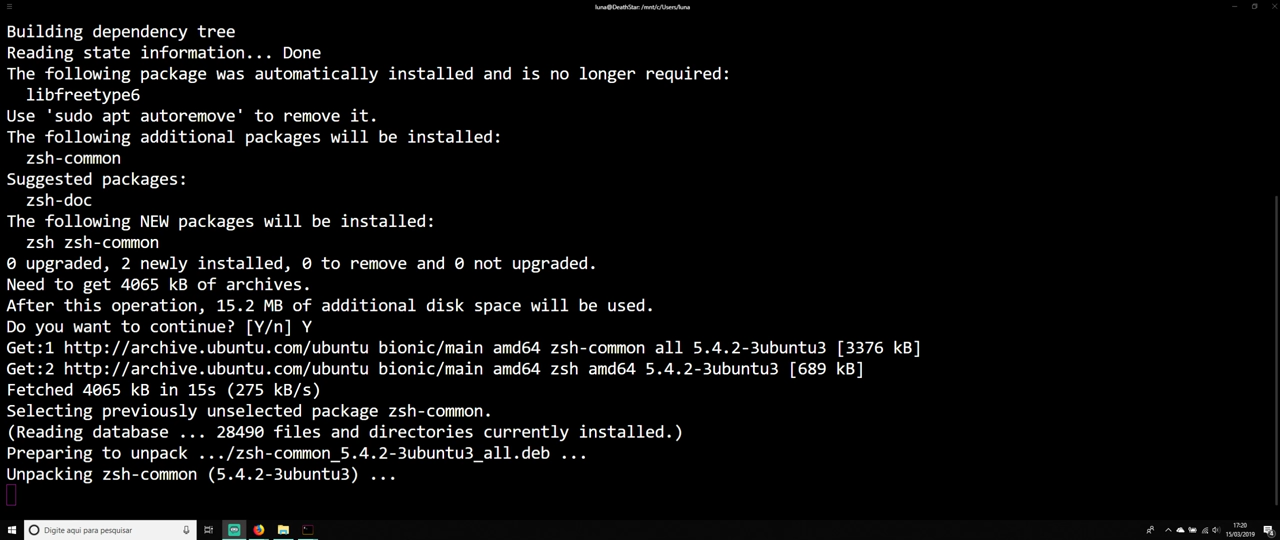 luna@DeathStar: /mnt/c/Users/luna
Building dependency tree
Reading state information... Done
The following package was automatically installed and is no longer required:
libfreetype6
Use 'sudo apt autoremove' to remove it.
The following additional packages will be installed:
zsh-common
Suggested packages:
zsh-doc
The following NEW packages will be installed:
zsh zsh-common
0 upgraded, 2 newly installed, 0 to remove and 0 not upgraded.
Need to get 4065 kB of archives.
After this operation, 15.2 MB of additional disk space will be used.
Do you want to continue? [Y/n] Y
Get:1 http://archive.ubuntu.com/ubuntu bionic/main amd64 zsh-common all 5.4.2-3ubuntu3 [3376 kB]
Get:2 http://archive.ubuntu.com/ubuntu bionic/main amd64 zsh amd64 5.4.2-3ubuntu3 [689 kB]
Fetched 4065 kB in 15s (275 kB/s)
Selecting previously unselected package zsh-common.
(Reading database ... 28490 files and directories currently installed.)
Preparing to unpack .../zsh-common_5.4.2-3ubuntu3_all.deb ...
Unpacking zsh-common (5.4.2-3ubuntu3) ...
Digite aqui para pesquisar
17:20
15/03/2019
4